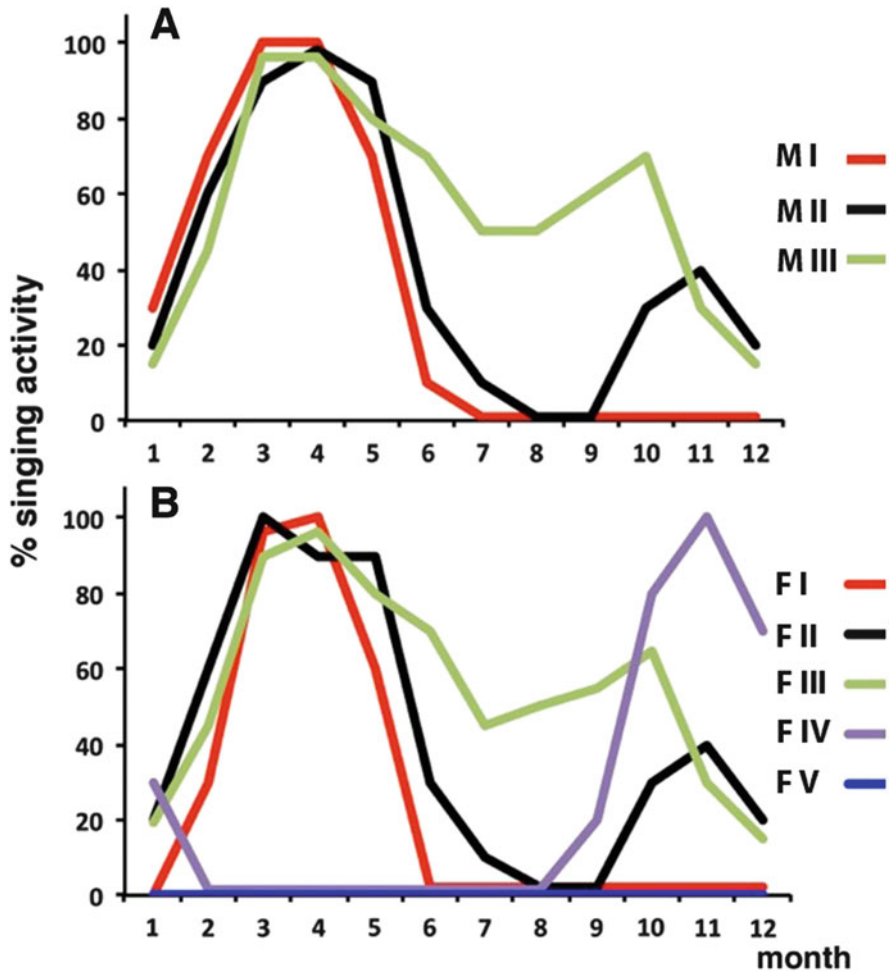 A
% singing activity
100
80
60
40
20
0
1 2 3 4 5 6 7 8 9 10 11 12
M I
M II
M III
B
100
80
60
40
20
0
1 2 3 4 5 6 7 8 9 10 11 12
month
F I
F II
F III
F IV
F V